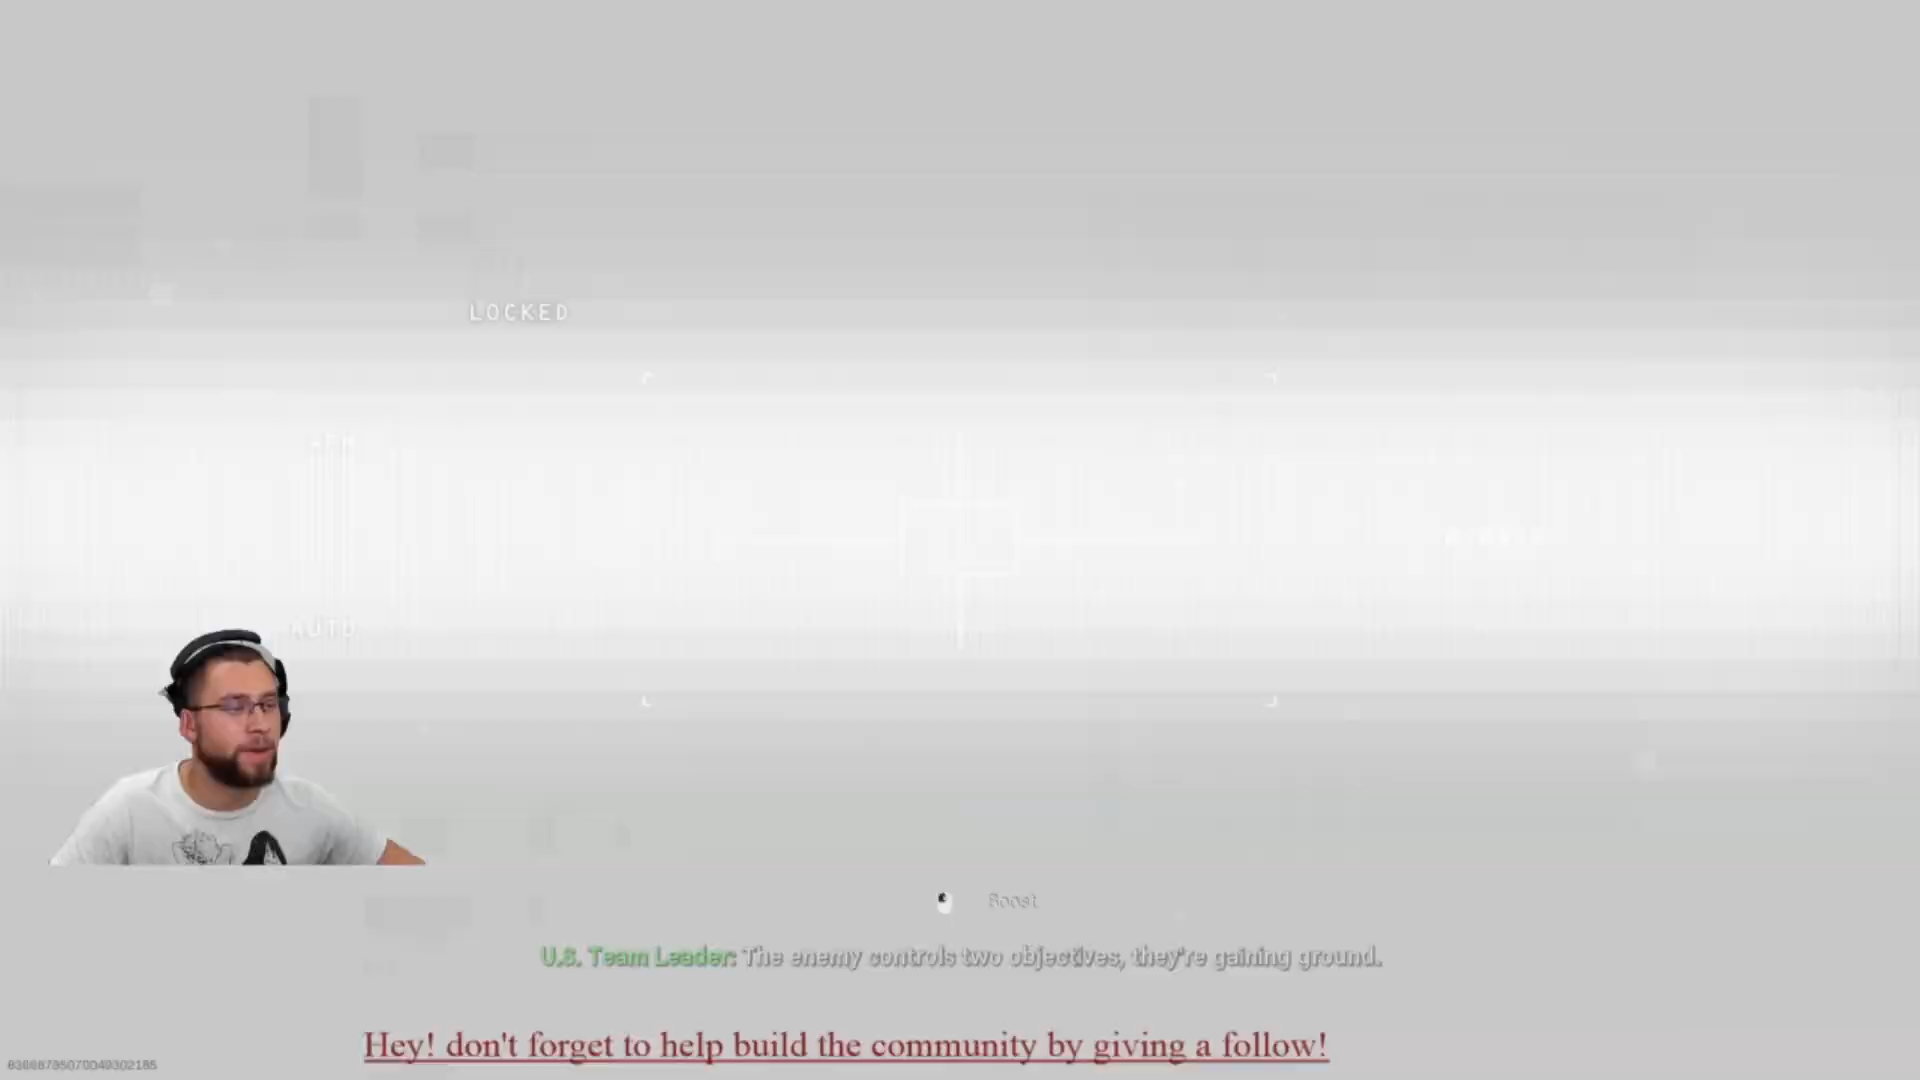 LOCKED
AUTO
Boost
U.S. Team Leader: The enemy controls two objectives, they're gaining ground.
Hey! don't forget to help build the community by giving a follow!